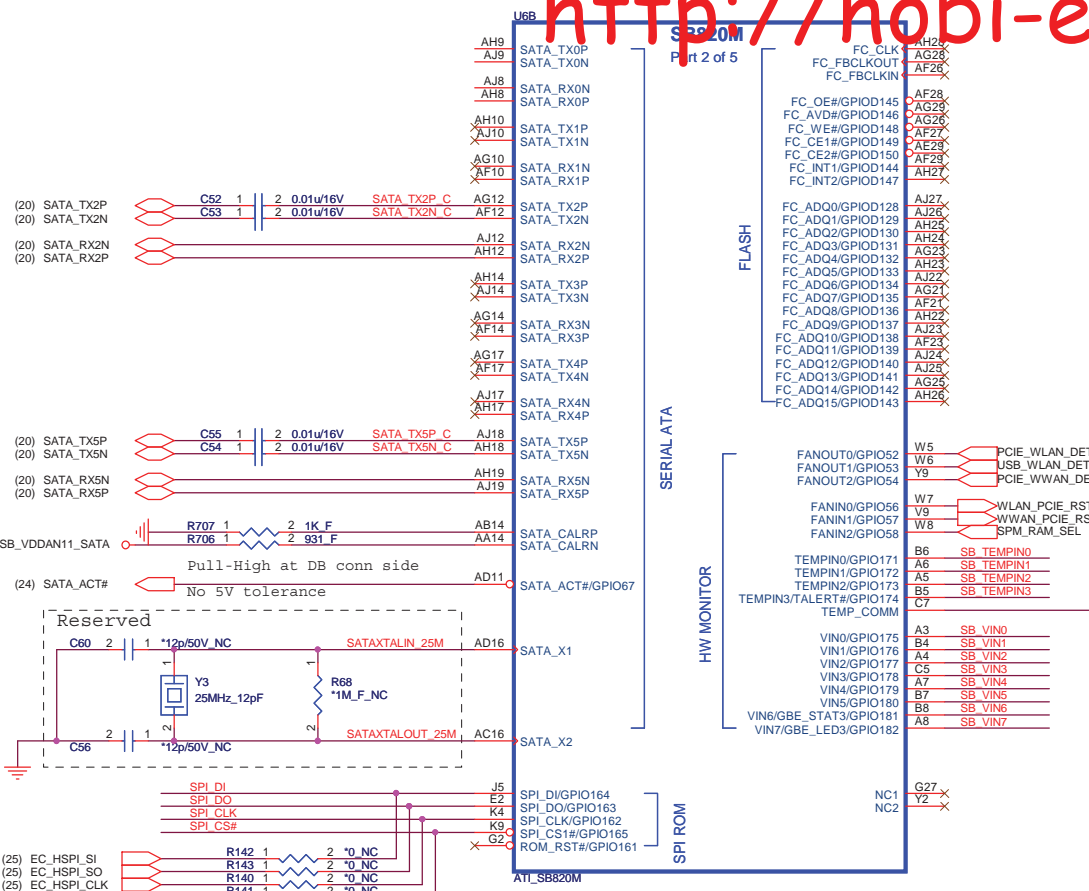 http://hobi-e
U6B
SB820M
Part 2 of 5
AH9 SATA_TX0P
AJ9 SATA_TX0N
AJ8 SATA_RX0N
AH8 SATA_RX0P
AH10 SATA_TX1P
AJ10 SATA_TX1N
AG10 SATA_RX1N
AF10 SATA_RX1P
(20) SATA_TX2P C52 1 2 0.01u/16V SATA_TX2P_C AG12 SATA_TX2P
(20) SATA_TX2N C53 1 2 0.01u/16V SATA_TX2N_C AF12 SATA_TX2N
(20) SATA_RX2N AJ12 SATA_RX2N
(20) SATA_RX2P AH12 SATA_RX2P
AH14 SATA_TX3P
AJ14 SATA_TX3N
AG14 SATA_RX3N
AF14 SATA_RX3P
AG17 SATA_TX4P
AF17 SATA_TX4N
AJ17 SATA_RX4N
AH17 SATA_RX4P
(20) SATA_TX5P C55 1 2 0.01u/16V SATA_TX5P_C AJ18 SATA_TX5P
(20) SATA_TX5N C54 1 2 0.01u/16V SATA_TX5N_C AH18 SATA_TX5N
(20) SATA_RX5N AH19 SATA_RX5N
(20) SATA_RX5P AJ19 SATA_RX5P
R707 1 2 1K_F AB14 SATA_CALRP
SB_VDDAN11_SATA R706 1 2 931_F AA14 SATA_CALRN
Pull-High at DB conn side
(24) SATA_ACT# AD11 SATA_ACT#/GPIO67
No 5V tolerance
Reserved
C60 2 1 *12p/50V_NC SATAXTALIN_25M AD16 SATA_X1
1 Y3 25MHz_12pF 2
1 R68 *1M_F_NC 2
C56 2 1 *12p/50V_NC SATAXTALOUT_25M AC16 SATA_X2
SPI_DI J5 SPI_DI/GPIO164
SPI_DO E2 SPI_DO/GPIO163
SPI_CLK K4 SPI_CLK/GPIO162
SPI_CS# K9 SPI_CS1#/GPIO165
G2 ROM_RST#/GPIO161
(25) EC_HSPI_SI R142 1 2 *0_NC
(25) EC_HSPI_SO R143 1 2 *0_NC
(25) EC_HSPI_CLK R140 1 2 *0_NC
R141 1 2 *0_NC
SERIAL ATA
SPI ROM
FLASH
HW MONITOR
FC_CLK AH28
FC_FBCLKOUT AG28
FC_FBCLKIN AF26
FC_OE#/GPIOD145 AF28
FC_AVD#/GPIOD146 AG29
FC_WE#/GPIOD148 AG26
FC_CE1#/GPIOD149 AF27
FC_CE2#/GPIOD150 AE29
FC_INT1/GPIOD144 AF29
FC_INT2/GPIOD147 AH27
FC_ADQ0/GPIOD128 AJ27
FC_ADQ1/GPIOD129 AJ26
FC_ADQ2/GPIOD130 AH25
FC_ADQ3/GPIOD131 AH24
FC_ADQ4/GPIOD132 AG23
FC_ADQ5/GPIOD133 AH23
FC_ADQ6/GPIOD134 AJ22
FC_ADQ7/GPIOD135 AG21
FC_ADQ8/GPIOD136 AF21
FC_ADQ9/GPIOD137 AH22
FC_ADQ10/GPIOD138 AJ23
FC_ADQ11/GPIOD139 AF23
FC_ADQ12/GPIOD140 AJ24
FC_ADQ13/GPIOD141 AJ25
FC_ADQ14/GPIOD142 AG25
FC_ADQ15/GPIOD143 AH26
FANOUT0/GPIO52 W5 PCIE_WLAN_DET
FANOUT1/GPIO53 W6 USB_WLAN_DET
FANOUT2/GPIO54 Y9 PCIE_WWAN_DE
FANIN0/GPIO56 W7 WLAN_PCIE_RST
FANIN1/GPIO57 V9 WWAN_PCIE_RS
FANIN2/GPIO58 W8 SPM_RAM_SEL
TEMPIN0/GPIO171 B6 SB_TEMPIN0
TEMPIN1/GPIO172 A6 SB_TEMPIN1
TEMPIN2/GPIO173 A5 SB_TEMPIN2
TEMPIN3/TALERT#/GPIO174 B5 SB_TEMPIN3
TEMP_COMM C7
VIN0/GPIO175 A3 SB_VIN0
VIN1/GPIO176 B4 SB_VIN1
VIN2/GPIO177 A4 SB_VIN2
VIN3/GPIO178 C5 SB_VIN3
VIN4/GPIO179 A7 SB_VIN4
VIN5/GPIO180 B7 SB_VIN5
VIN6/GBE_STAT3/GPIO181 B8 SB_VIN6
VIN7/GBE_LED3/GPIO182 A8 SB_VIN7
NC1 G27
NC2 Y2
ATI_SB820M